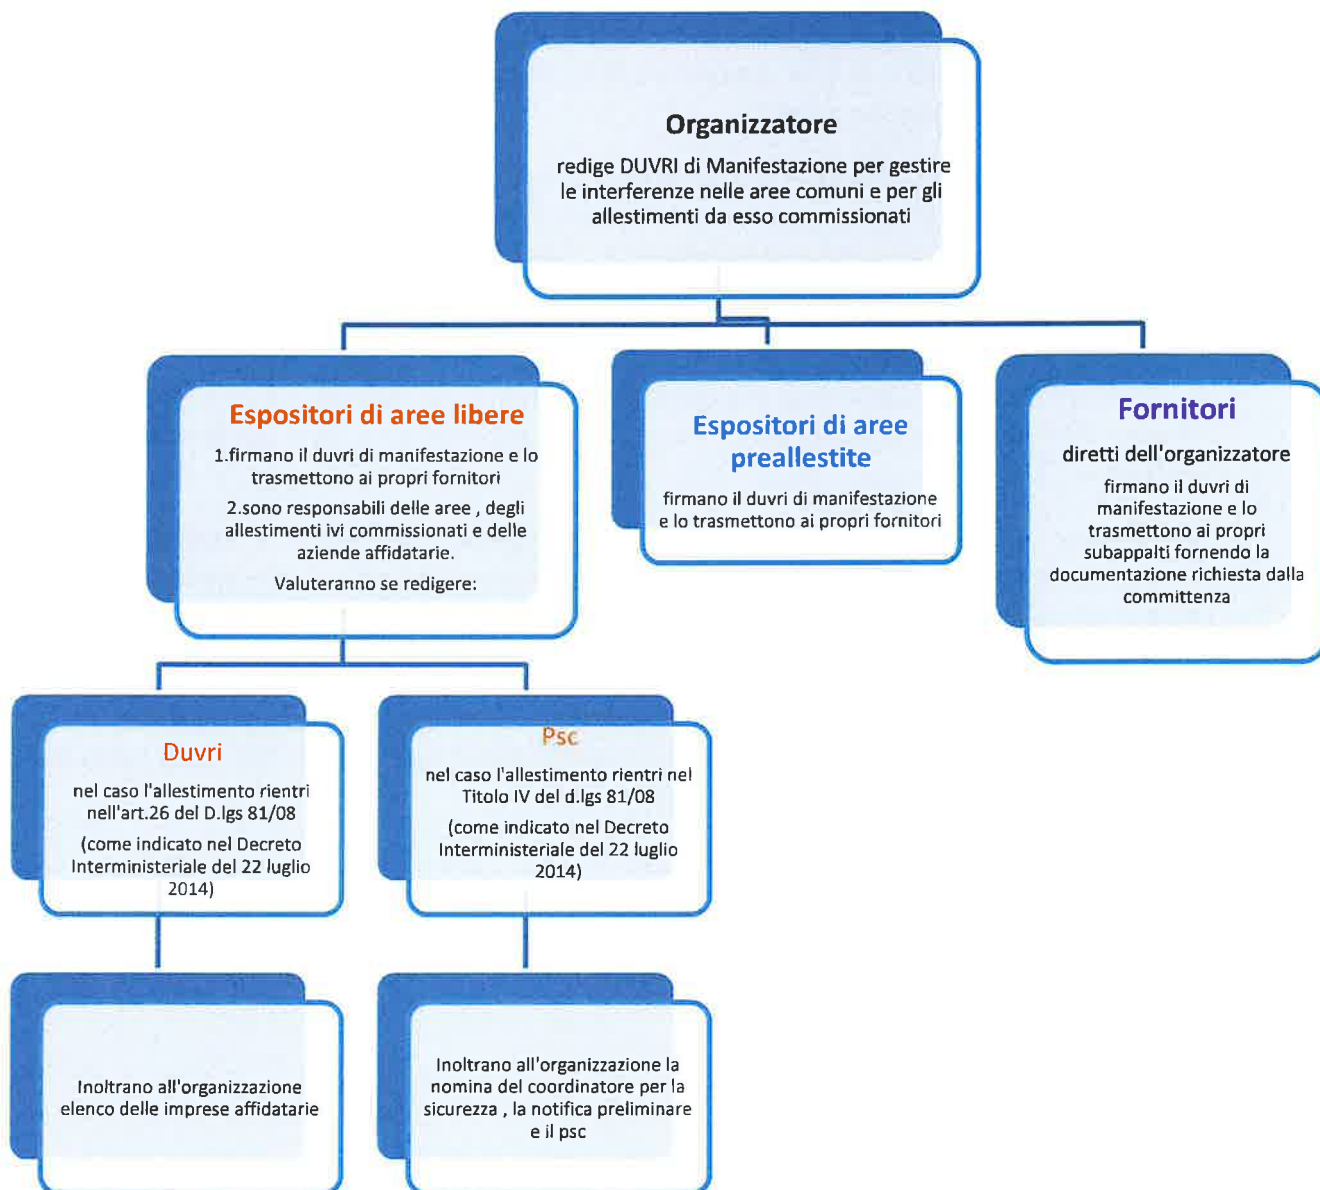 Organizzatore
redige DUVRI di Manifestazione per gestire
le interferenze nelle aree comuni e per gli
allestimenti da esso commissionati
Espositori di aree libere
1.firmano il duvri di manifestazione e lo
trasmettono ai propri fornitori
2.sono responsabili delle aree , degli
allestimenti ivi commissionati e delle
aziende affidatarie.
Valuteranno se redigere:
Espositori di aree
preallestite
firmano il duvri di manifestazione
e lo trasmettono ai propri fornitori
Fornitori
diretti dell'organizzatore
firmano il duvri di
manifestazione e lo
trasmettono ai propri
subappalti fornendo la
documentazione richiesta dalla
committenza
Duvri
nel caso l'allestimento rientri
nell'art.26 del D.lgs 81/08
(come indicato nel Decreto
Interministeriale del 22 luglio
2014)
Psc
nel caso l'allestimento rientri nel
Titolo IV del d.lgs 81/08
(come indicato nel Decreto
Interministeriale del 22 luglio
2014)
Inoltrano all'organizzazione
elenco delle imprese affidatarie
Inoltrano all'organizzazione la
nomina del coordinatore per la
sicurezza , la notifica preliminare
e il psc